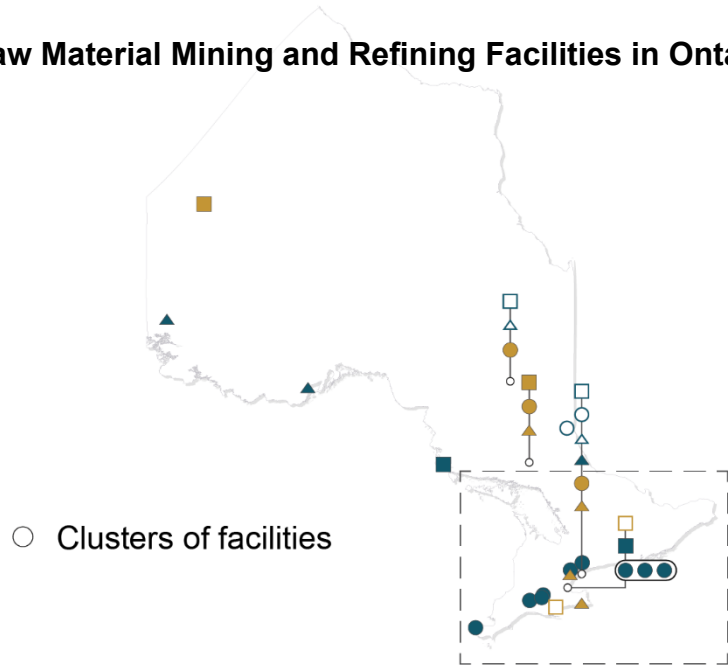 aw Material Mining and Refining Facilities in Onta
Clusters of facilities